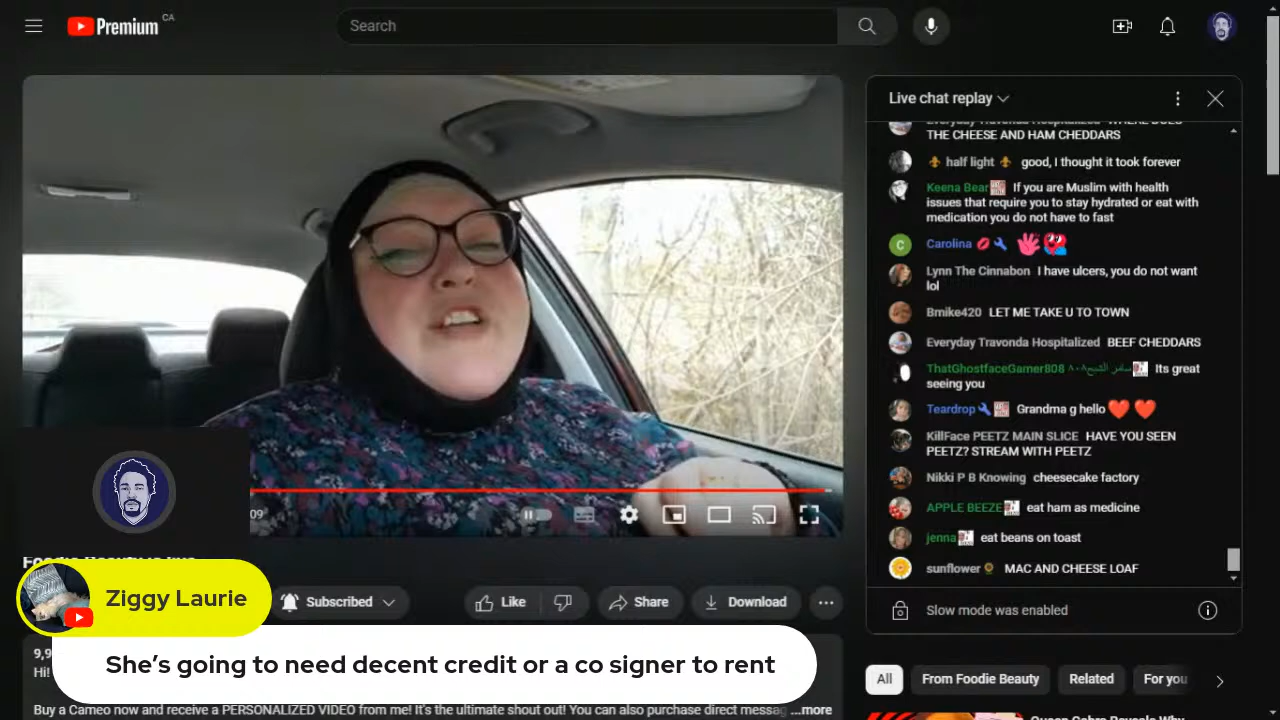 Premium CA
Search
Live chat replay
THE CHEESE AND HAM CHEDDARS
half light good, I thought it took forever
Keena Bear If you are Muslim with health
issues that require you to stay hydrated or eat with
medication you do not have to fast
C Carolina
Lynn The Cinnabon I have ulcers, you do not want
lol
Bmike420 LET ME TAKE U TO TOWN
Everyday Travonda Hospitalized BEEF CHEDDARS
ThatGhostfaceGamer808 Its great
seeing you
Teardrop Grandma g hello
KillFace PEETZ MAIN SLICE HAVE YOU SEEN
PEETZ? STREAM WITH PEETZ
Nikki P B Knowing cheesecake factory
APPLE BEEZE eat ham as medicine
jenna eat beans on toast
sunflower MAC AND CHEESE LOAF
Slow mode was enabled
09
Ziggy Laurie
Subscribed
Like
Share
Download
She's going to need decent credit or a co signer to rent
9,9
Hi!
Buy a Cameo now and receive a PERSONALIZED VIDEO from me! It's the ultimate shout out! You can also purchase direct messag ...more
All
From Foodie Beauty
Related
For you